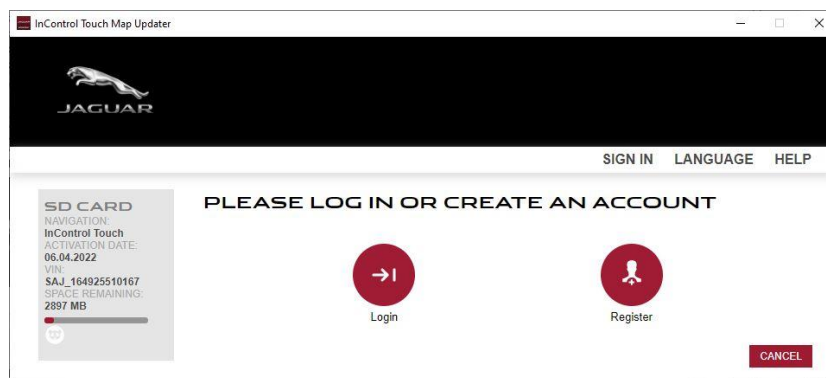 InControl Touch Map Updater
JAGUAR
SIGN IN LANGUAGE HELP
SD CARD
NAVIGATION:
InControl Touch
ACTIVATION DATE:
06.04.2022
VIN:
SAJ_164925510167
SPACE REMAINING:
2897 MB
PLEASE LOG IN OR CREATE AN ACCOUNT
Login
Register
CANCEL